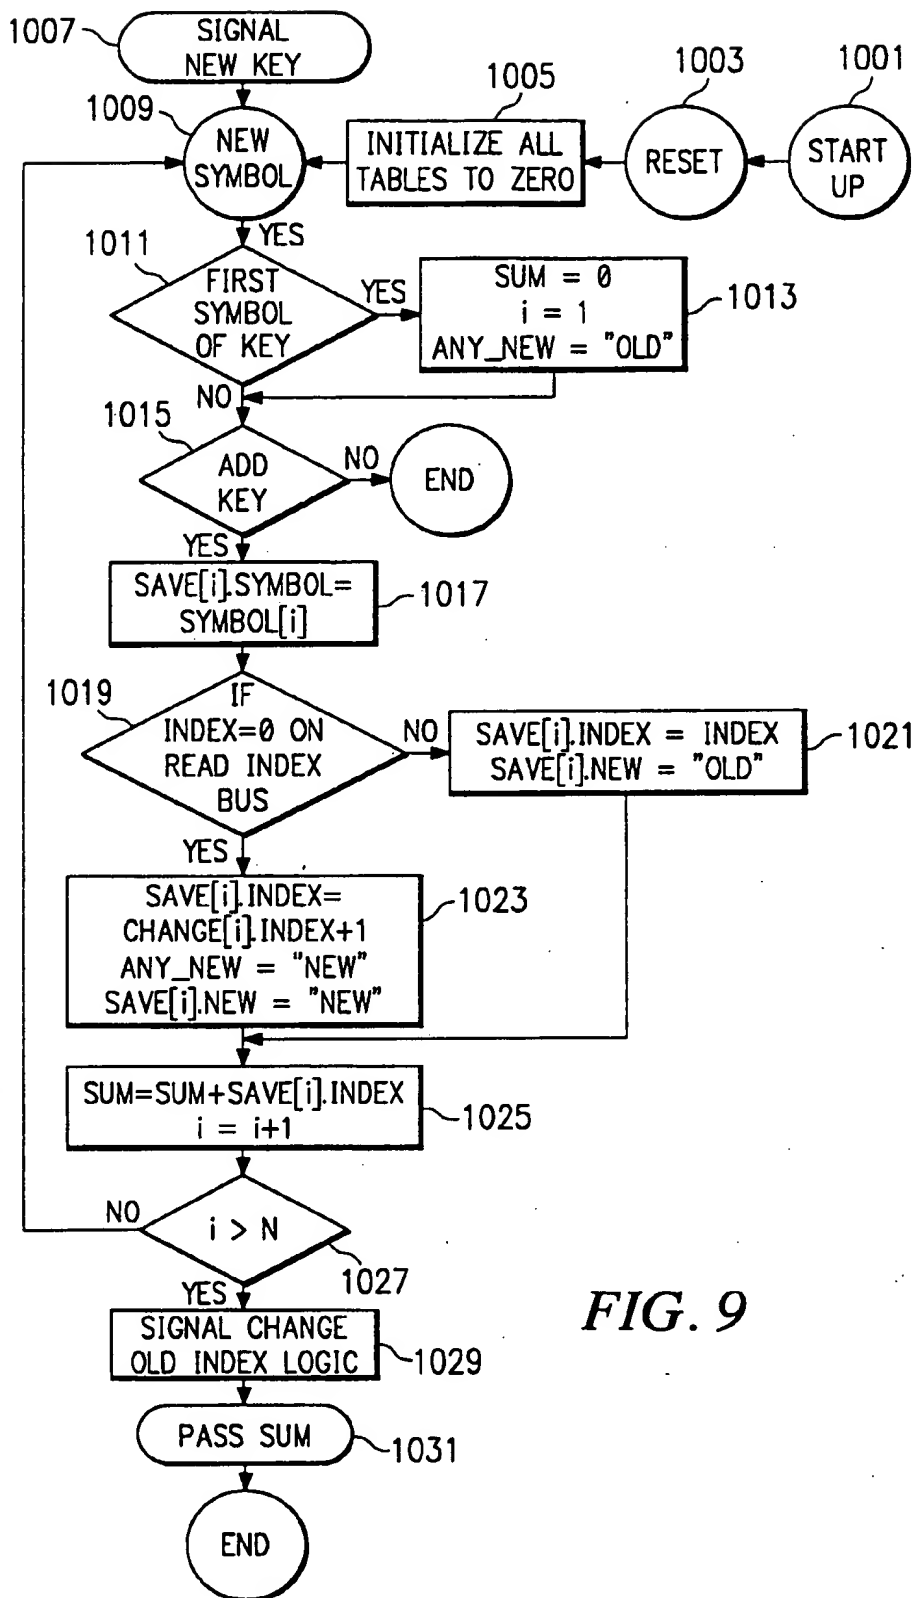 1007
SIGNAL
NEW KEY
1009
NEW
SYMBOL
1005
INITIALIZE ALL
TABLES TO ZERO
1003
RESET
1001
START
UP
YES
1011
FIRST
SYMBOL
OF KEY
YES
SUM = 0
i = 1
ANY_NEW = "OLD"
1013
NO
1015
ADD
KEY
NO
END
YES
SAVE[i].SYMBOL=
SYMBOL[i]
1017
1019
IF
INDEX=0 ON
READ INDEX
BUS
NO
SAVE[i].INDEX = INDEX
SAVE[i].NEW = "OLD"
1021
YES
SAVE[i].INDEX=
CHANGE[i].INDEX+1
ANY_NEW = "NEW"
SAVE[i].NEW = "NEW"
1023
SUM=SUM+SAVE[i].INDEX
i = i+1
1025
NO
i > N
1027
YES
SIGNAL CHANGE
OLD INDEX LOGIC
1029
PASS SUM
1031
END
FIG. 9